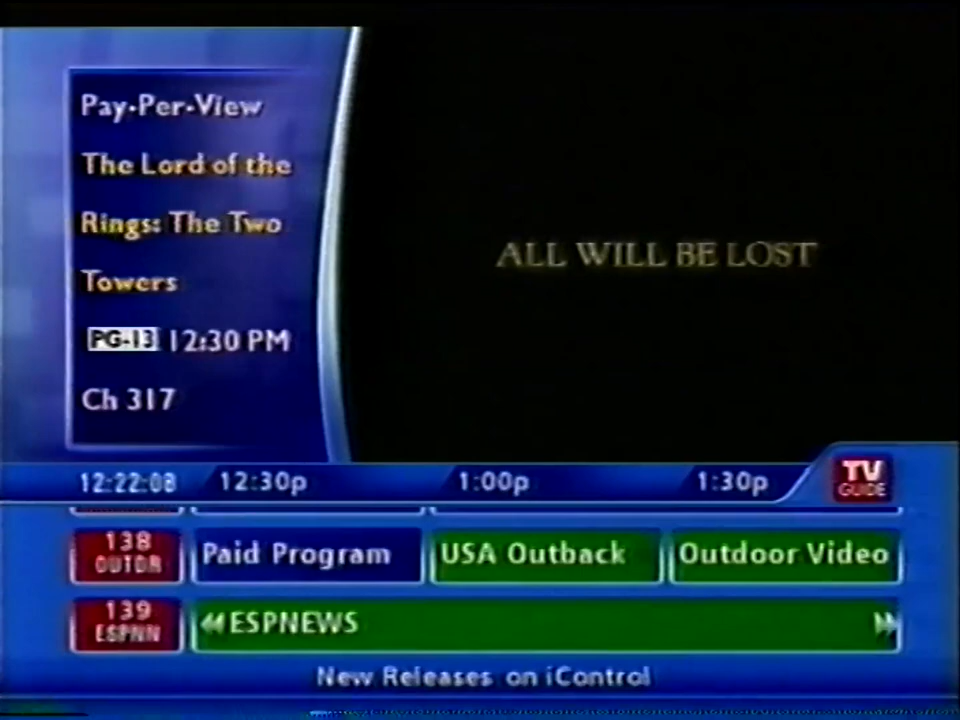 Pay-Per-View
The Lord of the
Rings: The Two
Towers
PG-13 12:30 PM
Ch 317
ALL WILL BE LOST
12:22:08 12:30p 1:00p 1:30p
TV
GUIDE
138
OUTDR
Paid Program USA Outback Outdoor Video
139
ESPNN
ESPNEWS
New Releases on iControl